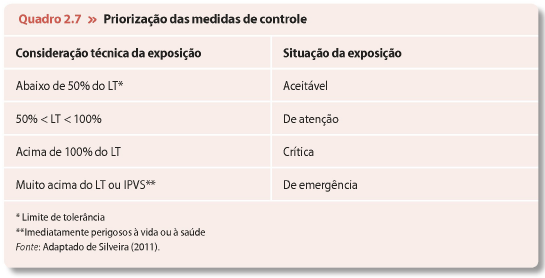 Quadro 2.7 » Priorização das medidas de controle
Consideração técnica da exposição Situação da exposição
Abaixo de 50% do LT* Aceitável
50% < LT < 100% De atenção
Acima de 100% do LT Crítica
Muito acima do LT ou IPVS** De emergência
* Limite de tolerância
**Imediatamente perigosos à vida ou à saúde
Fonte: Adaptado de Silveira (2011).